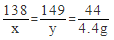 138/x = 149/y = 44/4.4g